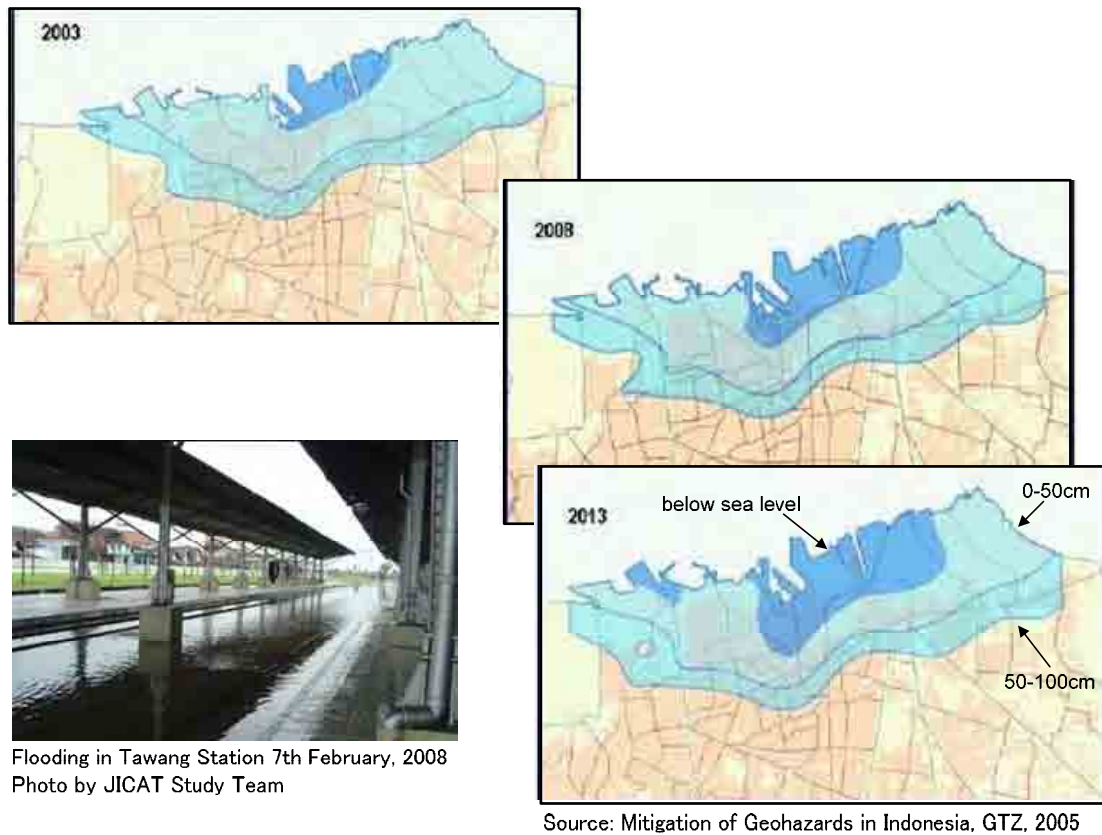 2003
2008
2013
below sea level
0-50cm
50-100cm
Flooding in Tawang Station 7th February, 2008
Photo by JICAT Study Team
Source: Mitigation of Geohazards in Indonesia, GTZ, 2005